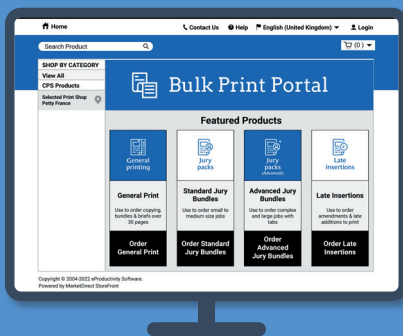 Home
Contact Us Help English (United Kingdom) Login
Search Product
(0)
SHOP BY CATEGORY
View All
CPS Products
Selected Print Shop
Petty France
Bulk Print Portal
Featured Products
General
printing
Jury
packs
Jury
packs
(Advanced)
Late
insertions
General Print
Standard Jury
Bundles
Advanced Jury
Bundles
Late Insertions
Use to order copying,
bundles & briefs over
30 pages
Use to order small to
medium size jobs
Use to order complex
and large jobs with
tabs
Use to order
amendments & late
additions to print
Order
General Print
Order Standard
Jury Bundles
Order
Advanced
Jury Bundles
Order Late
Insertions
Copyright © 2004-2022 eProductivity Software.
Powered by MarketDirect StoreFront